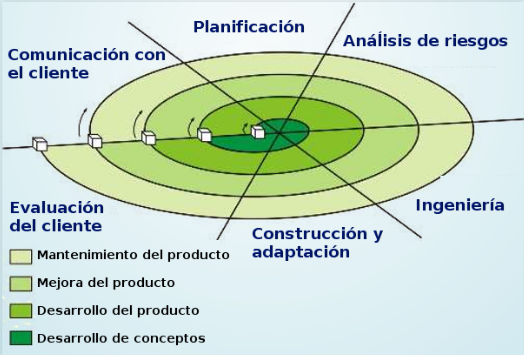 Planificación
Análisis de riesgos
Comunicación con
el cliente
Evaluación
del cliente
Ingeniería
Construcción y
adaptación
Mantenimiento del producto
Mejora del producto
Desarrollo del producto
Desarrollo de conceptos